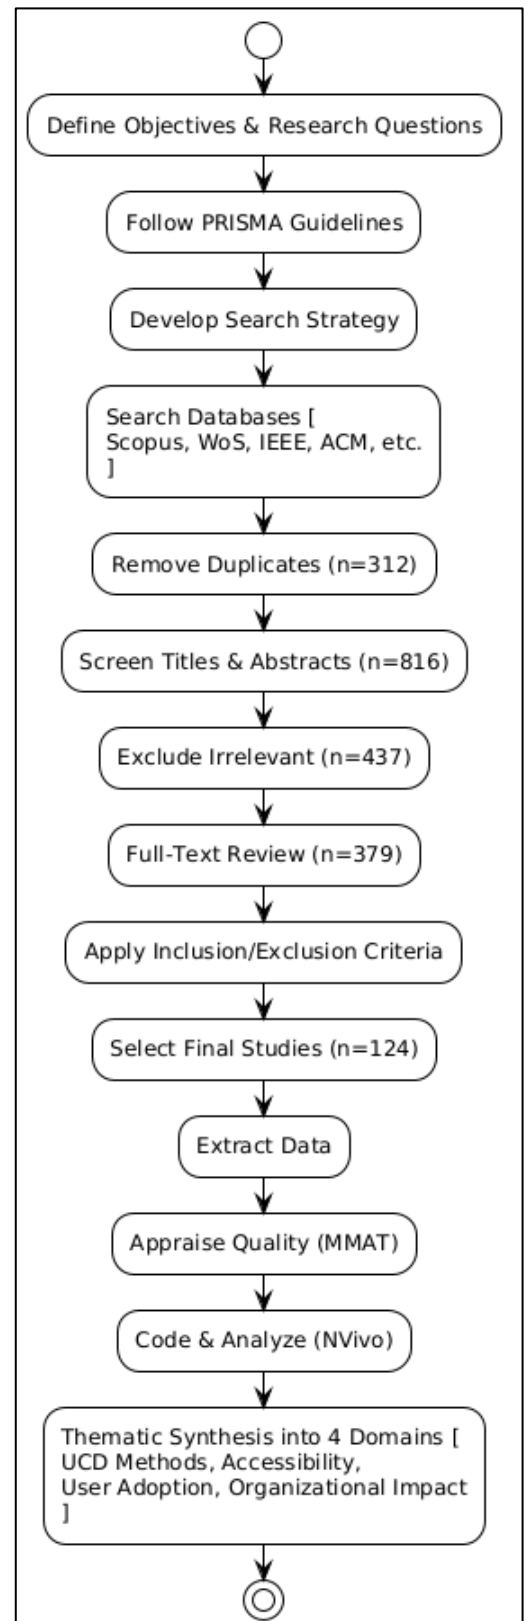 Define Objectives & Research Questions
Follow PRISMA Guidelines
Develop Search Strategy
Search Databases [
Scopus, WoS, IEEE, ACM, etc.
]
Remove Duplicates (n=312)
Screen Titles & Abstracts (n=816)
Exclude Irrelevant (n=437)
Full-Text Review (n=379)
Apply Inclusion/Exclusion Criteria
Select Final Studies (n=124)
Extract Data
Appraise Quality (MMAT)
Code & Analyze (NVivo)
Thematic Synthesis into 4 Domains [
UCD Methods, Accessibility,
User Adoption, Organizational Impact
]